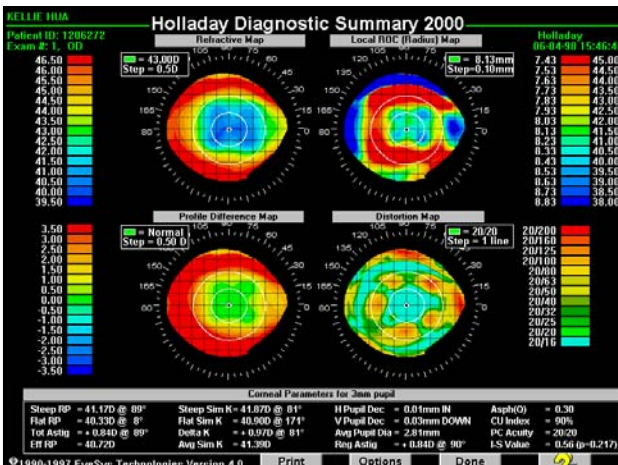 KELLIE HUA
Holladay Diagnostic Summary 2000
Patient ID: 1206272
Exam #: 1, OD
Holladay
06-04-98 15:46:4
Refractive Map
= 43.00D
Step = 0.5D
Local ROC (Radius) Map
= 8.13mm
Step=0.10mm
46.50
46.00
45.50
45.00
44.50
44.00
43.50
43.00
42.50
42.00
41.50
41.00
40.50
40.00
39.50
7.43 45.00
7.53 44.50
7.63 44.00
7.73 43.50
7.83 43.00
7.93 42.50
8.03 42.00
8.13 41.50
8.23 41.00
8.33 40.50
8.43 40.00
8.53 39.50
8.63 39.00
8.73 38.50
8.83 38.00
Profile Difference Map
= Normal
Step = 0.50 D
Distortion Map
= 20/20
Step = 1 line
3.50
3.00
2.50
2.00
1.50
1.00
0.50
0.00
-0.50
-1.00
-1.50
-2.00
-2.50
-3.00
-3.50
20/200
20/160
20/125
20/100
20/80
20/63
20/50
20/40
20/32
20/25
20/20
20/16
Corneal Parameters for 3mm pupil
Steep RP = 41.17D @ 89° Steep Sim K= 41.87D @ 81° H Pupil Dec = 0.01mm IN Asph(Q) = 0.30
Flat RP = 40.33D @ 8° Flat Sim K = 40.90D @ 171° V Pupil Dec = 0.03mm DOWN CU Index = 90%
Tot Astig = + 0.84D @ 89° Delta K = + 0.97D @ 81° Avg Pupil Dia = 2.81mm PC Acuity = 20/20
Eff RP = 40.72D Avg Sim K = 41.39D Reg Astig = + 0.84D @ 90° I-S Value = 0.56 (p=0.217)
©1990-1997 EyeSys Technologies Version 4.0 Print Options Done